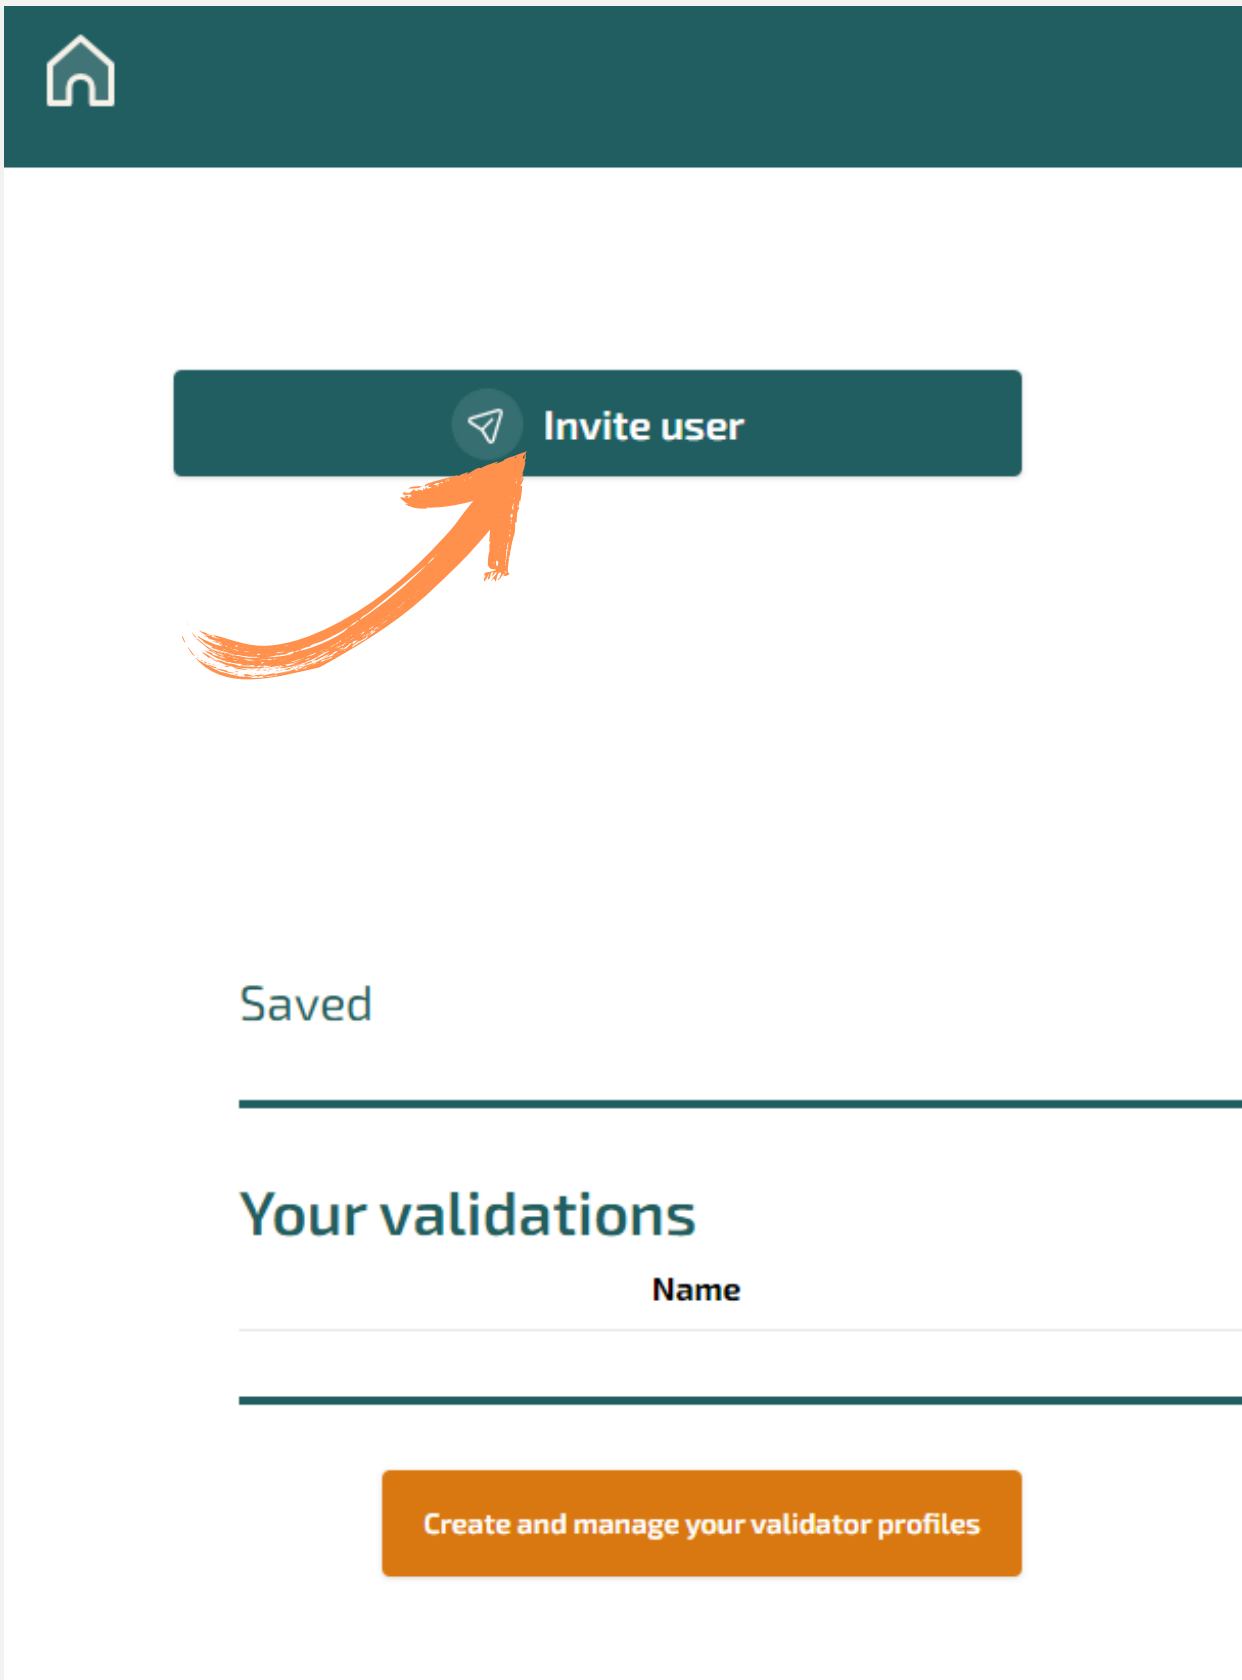 Invite user
Saved
Your validations
Name
Create and manage your validator profiles